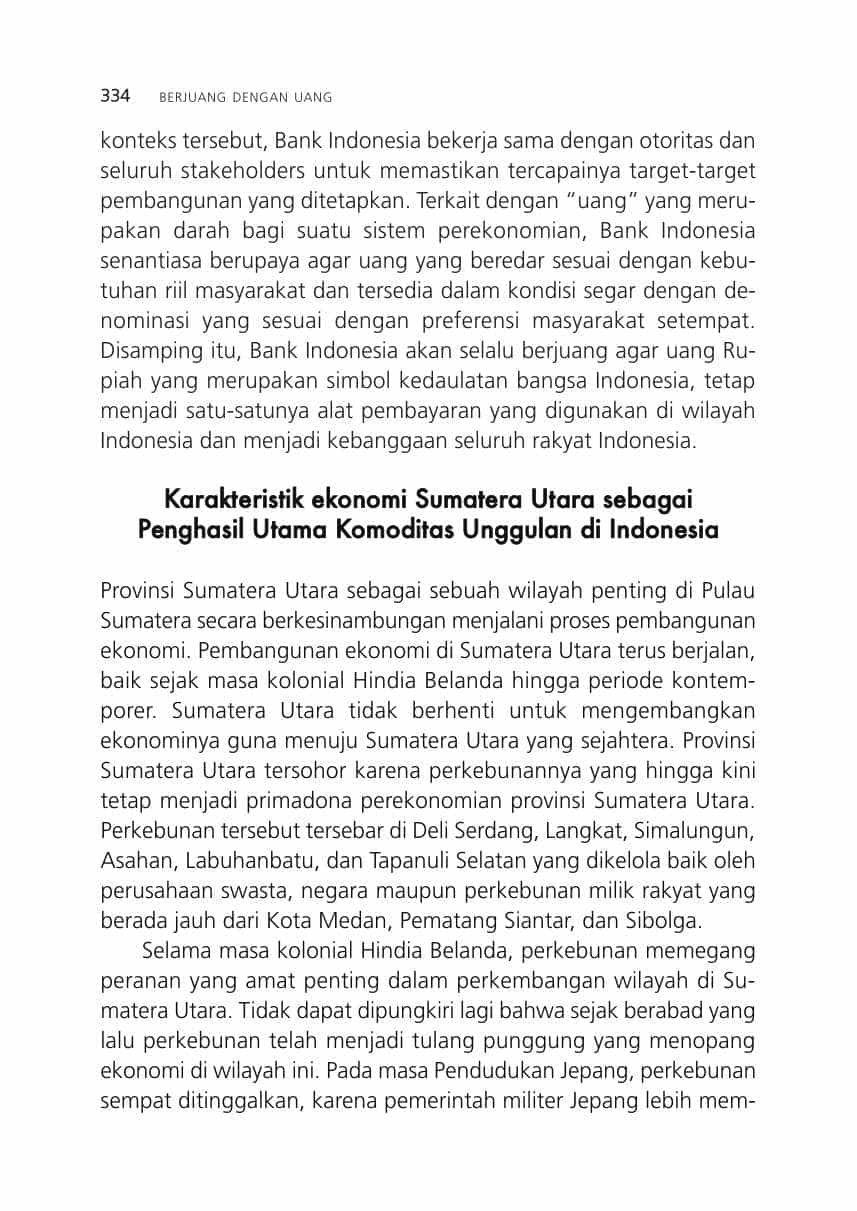 334 BERJUANG DENGAN UANG
konteks tersebut, Bank Indonesia bekerja sama dengan otoritas dan
seluruh stakeholders untuk memastikan tercapainya target-target
pembangunan yang ditetapkan. Terkait dengan “uang” yang meru-
pakan darah bagi suatu sistem perekonomian, Bank Indonesia
senantiasa berupaya agar uang yang beredar sesuai dengan kebu-
tuhan riil masyarakat dan tersedia dalam kondisi segar dengan de-
nominasi yang sesuai dengan preferensi masyarakat setempat.
Disamping itu, Bank Indonesia akan selalu berjuang agar uang Ru-
piah yang merupakan simbol kedaulatan bangsa Indonesia, tetap
menjadi satu-satunya alat pembayaran yang digunakan di wilayah
Indonesia dan menjadi kebanggaan seluruh rakyat Indonesia.
Karakteristik ekonomi Sumatera Utara sebagai
Penghasil Utama Komoditas Unggulan di Indonesia
Provinsi Sumatera Utara sebagai sebuah wilayah penting di Pulau
Sumatera secara berkesinambungan menjalani proses pembangunan
ekonomi. Pembangunan ekonomi di Sumatera Utara terus berjalan,
baik sejak masa kolonial Hindia Belanda hingga periode kontem-
porer. Sumatera Utara tidak berhenti untuk mengembangkan
ekonominya guna menuju Sumatera Utara yang sejahtera. Provinsi
Sumatera Utara tersohor karena perkebunannya yang hingga kini
tetap menjadi primadona perekonomian provinsi Sumatera Utara.
Perkebunan tersebut tersebar di Deli Serdang, Langkat, Simalungun,
Asahan, Labuhanbatu, dan Tapanuli Selatan yang dikelola baik oleh
perusahaan swasta, negara maupun perkebunan milik rakyat yang
berada jauh dari Kota Medan, Pematang Siantar, dan Sibolga.
Selama masa kolonial Hindia Belanda, perkebunan memegang
peranan yang amat penting dalam perkembangan wilayah di Su-
matera Utara. Tidak dapat dipungkiri lagi bahwa sejak berabad yang
lalu perkebunan telah menjadi tulang punggung yang menopang
ekonomi di wilayah ini. Pada masa Pendudukan Jepang, perkebunan
sempat ditinggalkan, karena pemerintah militer Jepang lebih mem-